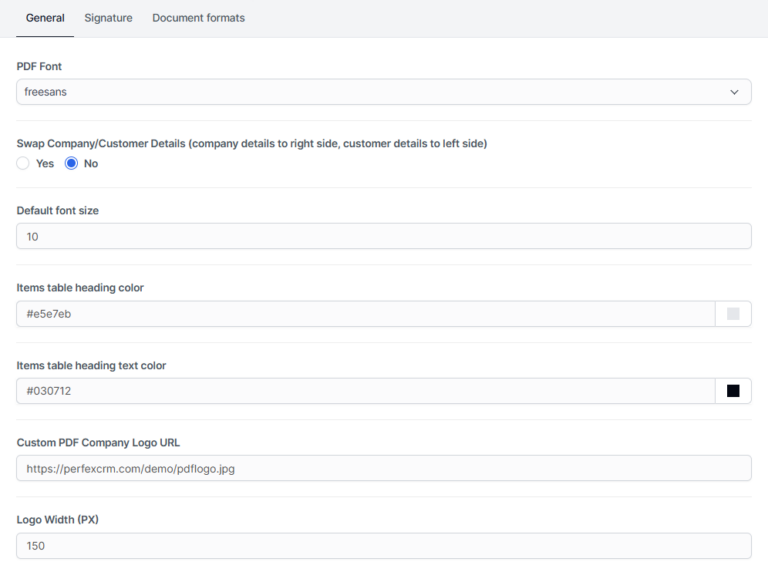 General Signature Document formats
PDF Font
freesans
Swap Company/Customer Details (company details to right side, customer details to left side)
Yes No
Default font size
10
Items table heading color
#e5e7eb
Items table heading text color
#030712
Custom PDF Company Logo URL
https://perfexcrm.com/demo/pdflogo.jpg
Logo Width (PX)
150